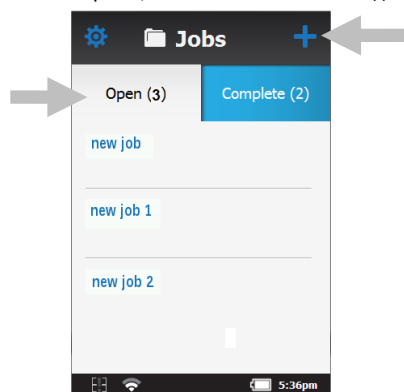 Jobs
Open (3)
Complete (2)
new job
new job 1
new job 2
5:36pm